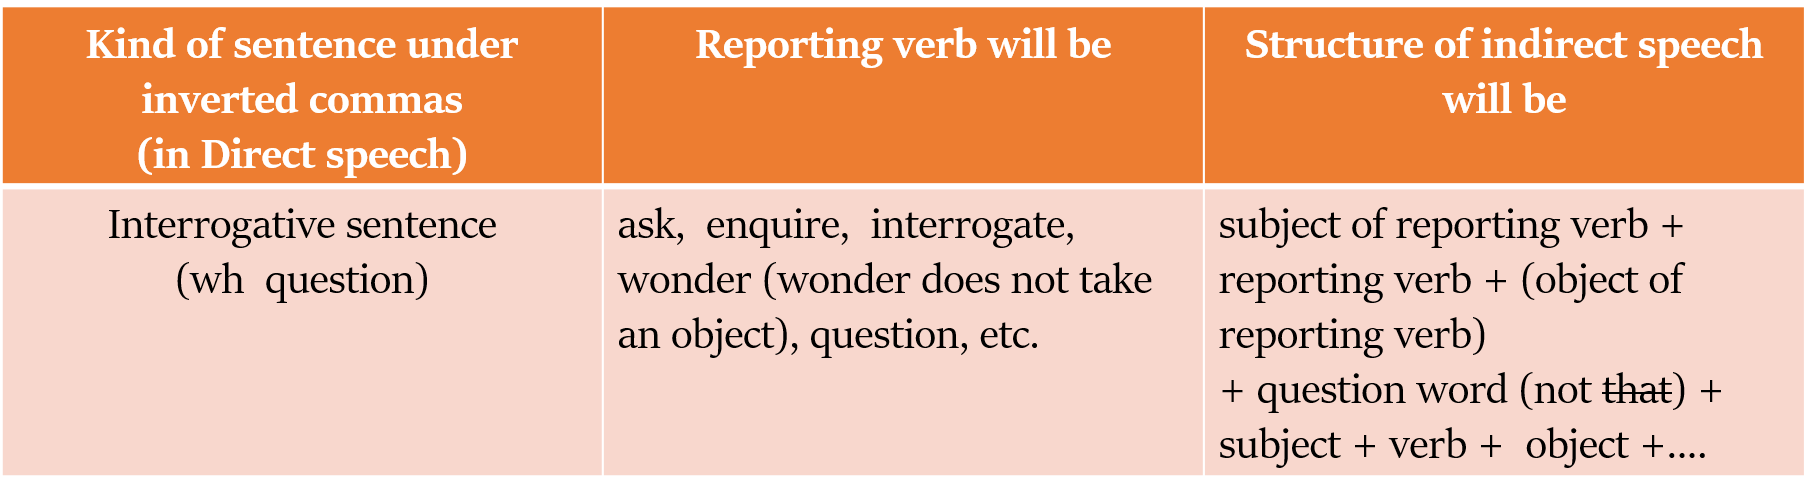 Kind of sentence under
inverted commas
(in Direct speech)
Reporting verb will be
Structure of indirect speech
will be
Interrogative sentence
(wh question)
ask, enquire, interrogate,
wonder (wonder does not take
an object), question, etc.
subject of reporting verb +
reporting verb + (object of
reporting verb)
+ question word (not that) +
subject + verb + object +....